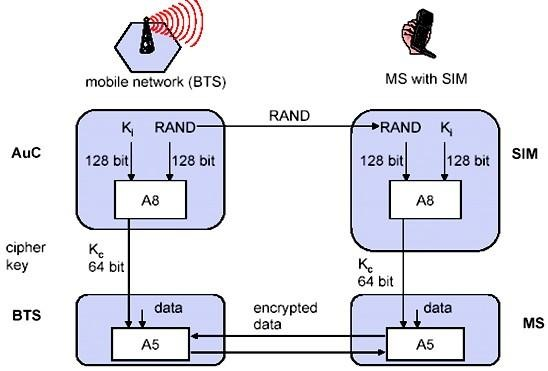 mobile network (BTS)
MS with SIM
RAND
AuC
Ki RAND
128 bit 128 bit
A8
RAND Ki
128 bit 128 bit
A8
SIM
cipher
key
Kc
64 bit
Kc
64 bit
BTS
data
A5
encrypted
data
data
A5
MS